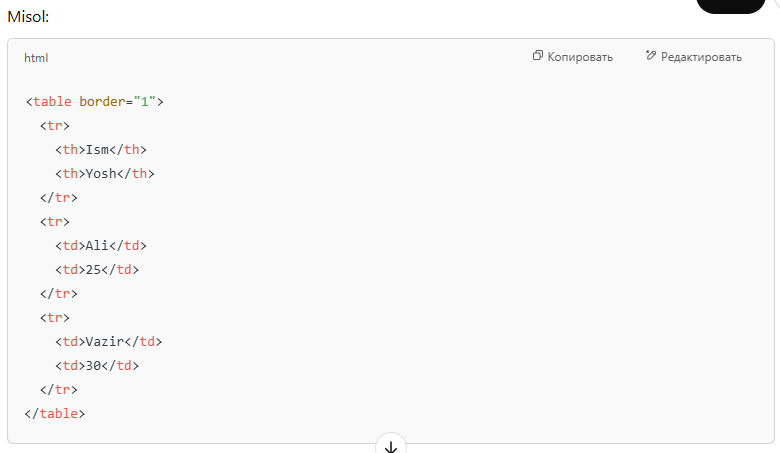 Misol:
html Копировать Редактировать
<table border="1">
  <tr>
    <th>Ism</th>
    <th>Yosh</th>
  </tr>
  <tr>
    <td>Ali</td>
    <td>25</td>
  </tr>
  <tr>
    <td>Vazir</td>
    <td>30</td>
  </tr>
</table>